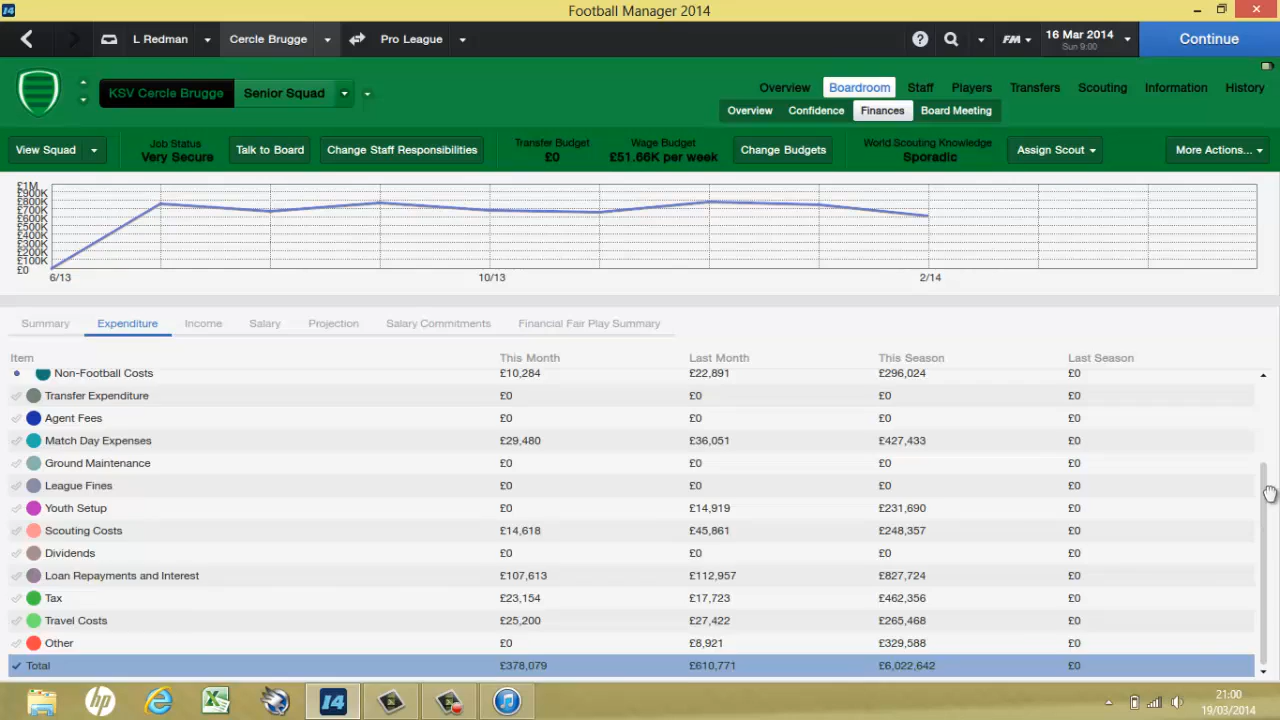 Football Manager 2014
L Redman Cercle Brugge Pro League FM 16 Mar 2014 Sun 9:00 Continue
KSV Cercle Brugge Senior Squad
Overview Boardroom Staff Players Transfers Scouting Information History
Overview Confidence Finances Board Meeting
View Squad Job Status Very Secure Talk to Board Change Staff Responsibilities Transfer Budget £0 Wage Budget £51.66K per week Change Budgets World Scouting Knowledge Sporadic Assign Scout More Actions...
£1M
£900K
£800K
£700K
£600K
£500K
£400K
£300K
£200K
£100K
£0
6/13 10/13 2/14
Summary Expenditure Income Salary Projection Salary Commitments Financial Fair Play Summary
Item This Month Last Month This Season Last Season
Non-Football Costs £10,284 £22,891 £296,024 £0
Transfer Expenditure £0 £0 £0 £0
Agent Fees £0 £0 £0 £0
Match Day Expenses £29,480 £36,051 £427,433 £0
Ground Maintenance £0 £0 £0 £0
League Fines £0 £0 £0 £0
Youth Setup £0 £14,919 £231,690 £0
Scouting Costs £14,618 £45,861 £248,357 £0
Dividends £0 £0 £0 £0
Loan Repayments and Interest £107,613 £112,957 £827,724 £0
Tax £23,154 £17,723 £462,356 £0
Travel Costs £25,200 £27,422 £265,468 £0
Other £0 £8,921 £329,588 £0
Total £378,079 £610,771 £6,022,642 £0
21:00
19/03/2014